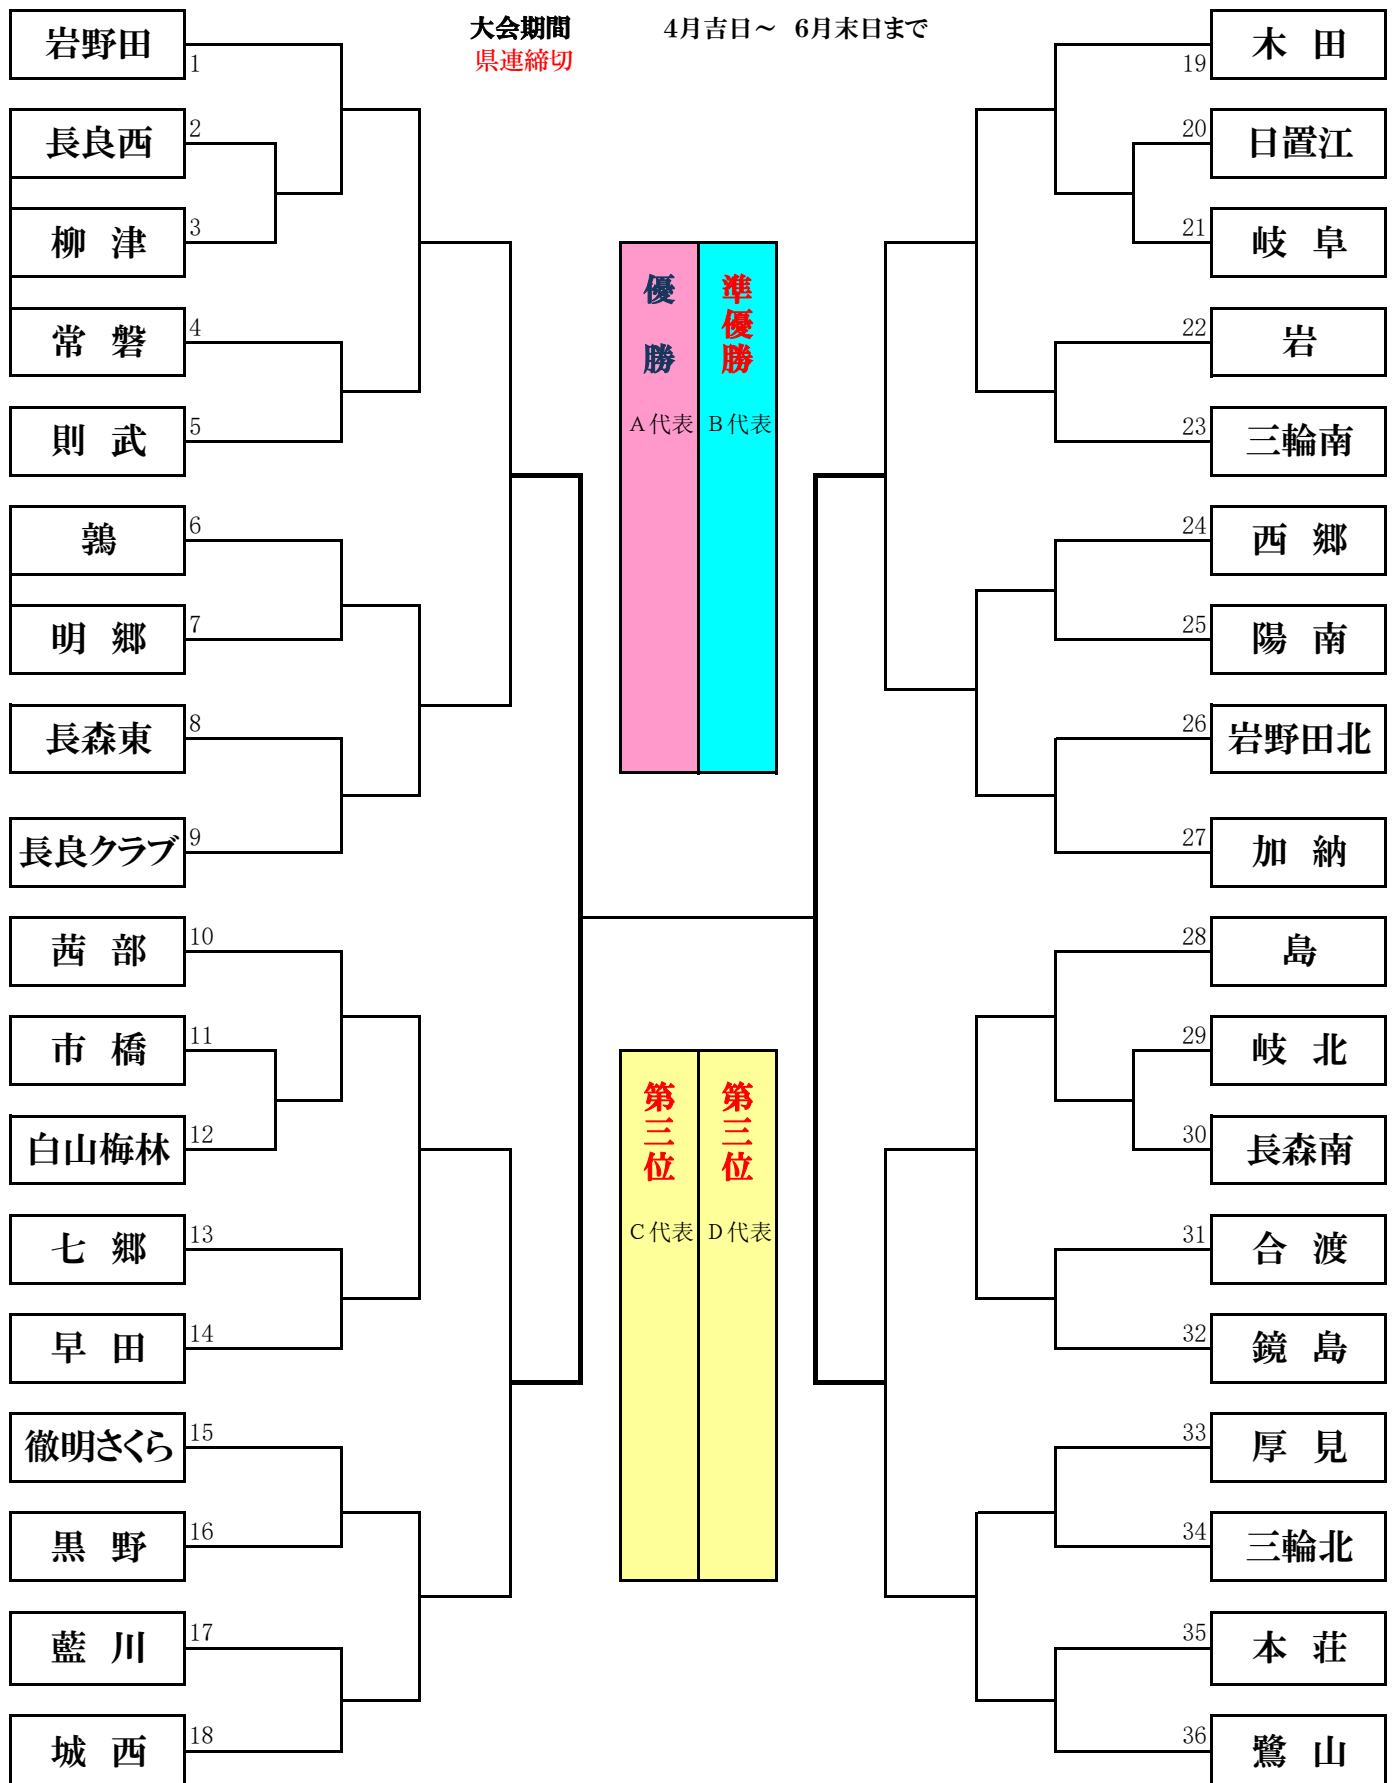 大会期間　4月吉日～ 6月末日まで
県連締切
岩野田 1
長良西 2
柳 津 3
常 磐 4
則 武 5
鶉 6
明 郷 7
長森東 8
長良クラブ 9
茜 部 10
市 橋 11
白山梅林 12
七 郷 13
早 田 14
徹明さくら 15
黒 野 16
藍 川 17
城 西 18
優勝
A代表
準優勝
B代表
第三位
C代表
第三位
D代表
19 木 田
20 日置江
21 岐 阜
22 岩
23 三輪南
24 西 郷
25 陽 南
26 岩野田北
27 加 納
28 島
29 岐 北
30 長森南
31 合 渡
32 鏡 島
33 厚 見
34 三輪北
35 本 荘
36 鷺 山